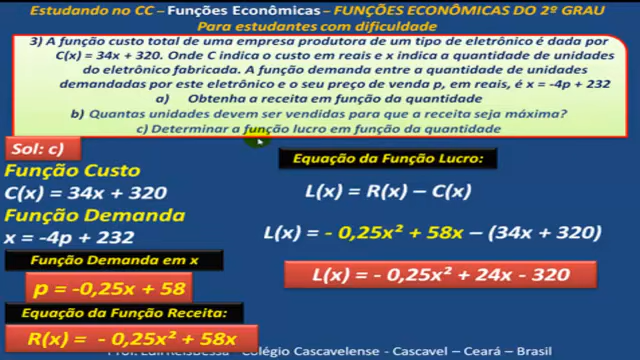 Estudando no CC – Funções Econômicas – FUNÇÕES ECONÔMICAS DO 2º GRAU
Para estudantes com dificuldade
3) A função custo total de uma empresa produtora de um tipo de eletrônico é dada por
C(x) = 34x + 320. Onde C indica o custo em reais e x indica a quantidade de unidades
do eletrônico fabricada. A função demanda entre a quantidade de unidades
demandadas por este eletrônico e o seu preço de venda p, em reais, é x = -4p + 232
a) Obtenha a receita em função da quantidade
b) Quantas unidades devem ser vendidas para que a receita seja máxima?
c) Determinar a função lucro em função da quantidade
Sol: c)
Função Custo
C(x) = 34x + 320
Função Demanda
x = -4p + 232
Função Demanda em x
p = -0,25x + 58
Equação da Função Receita:
R(x) = - 0,25x² + 58x
Equação da Função Lucro:
L(x) = R(x) – C(x)
L(x) = - 0,25x² + 58x – (34x + 320)
L(x) = - 0,25x² + 24x - 320
Colégio Cascavelense - Cascavel – Ceará – Brasil